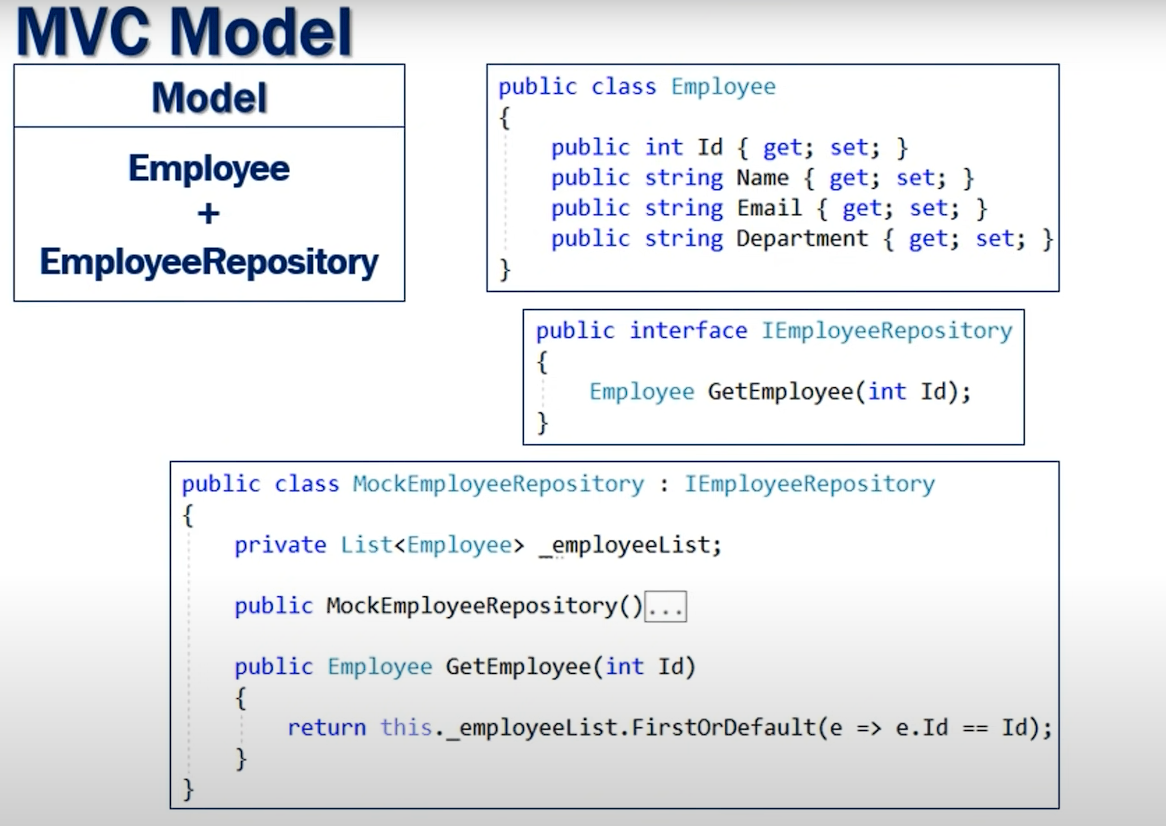 MVC Model
Model
Employee
+
EmployeeRepository
public class Employee
{
    public int Id { get; set; }
    public string Name { get; set; }
    public string Email { get; set; }
    public string Department { get; set; }
}
public interface IEmployeeRepository
{
    Employee GetEmployee(int Id);
}
public class MockEmployeeRepository : IEmployeeRepository
{
    private List<Employee> _employeeList;
    public MockEmployeeRepository()...
    public Employee GetEmployee(int Id)
    {
        return this._employeeList.FirstOrDefault(e => e.Id == Id);
    }
}